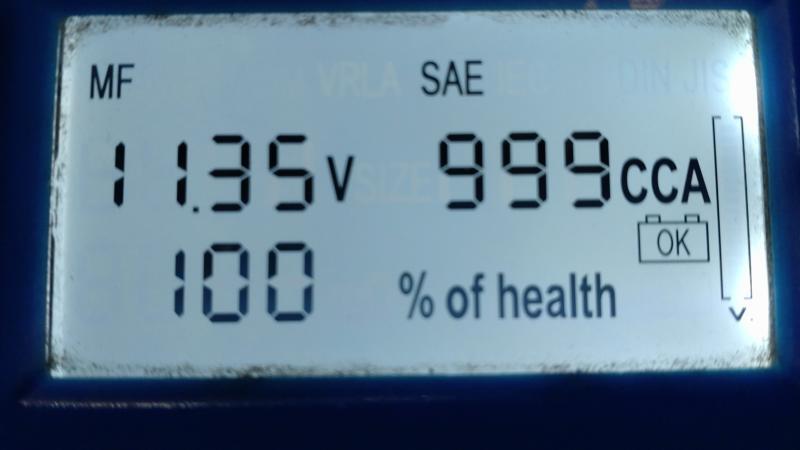 MF SAE
11.35 V 999 CCA
OK
100 % of health